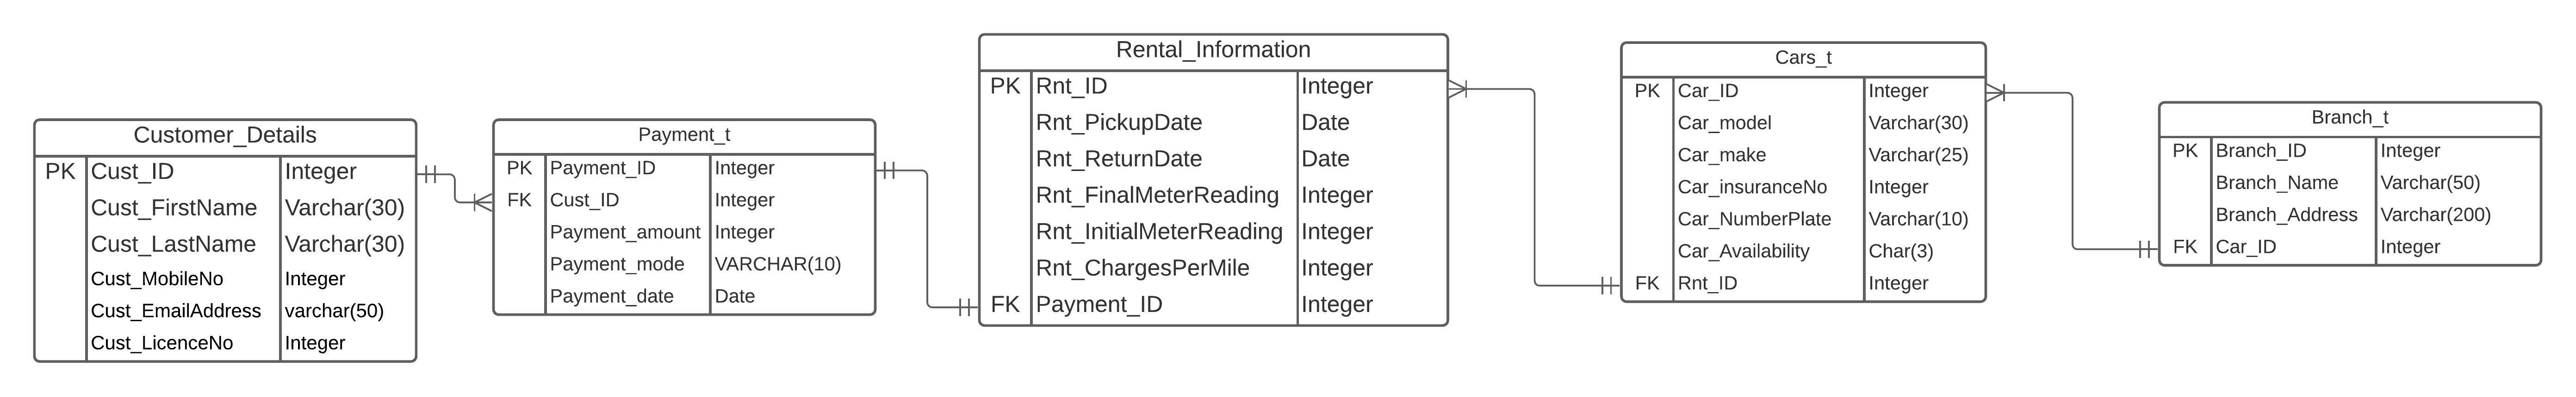 Customer_Details
PK Cust_ID Integer
Cust_FirstName Varchar(30)
Cust_LastName Varchar(30)
Cust_MobileNo Integer
Cust_EmailAddress varchar(50)
Cust_LicenceNo Integer
Payment_t
PK Payment_ID Integer
FK Cust_ID Integer
Payment_amount Integer
Payment_mode VARCHAR(10)
Payment_date Date
Rental_Information
PK Rnt_ID Integer
Rnt_PickupDate Date
Rnt_ReturnDate Date
Rnt_FinalMeterReading Integer
Rnt_InitialMeterReading Integer
Rnt_ChargesPerMile Integer
FK Payment_ID Integer
Cars_t
PK Car_ID Integer
Car_model Varchar(30)
Car_make Varchar(25)
Car_insuranceNo Integer
Car_NumberPlate Varchar(10)
Car_Availability Char(3)
FK Rnt_ID Integer
Branch_t
PK Branch_ID Integer
Branch_Name Varchar(50)
Branch_Address Varchar(200)
FK Car_ID Integer